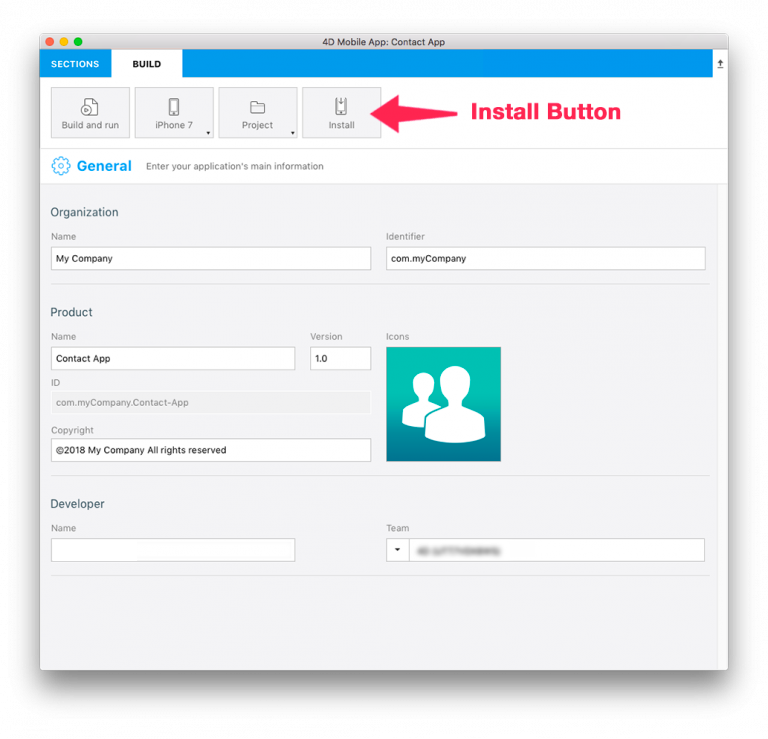 4D Mobile App: Contact App
SECTIONS BUILD
Build and run iPhone 7 Project Install
Install Button
General Enter your application's main information
Organization
Name Identifier
My Company com.myCompany
Product
Name Version Icons
Contact App 1.0
ID
com.myCompany.Contact-App
Copyright
©2018 My Company All rights reserved
Developer
Name Team